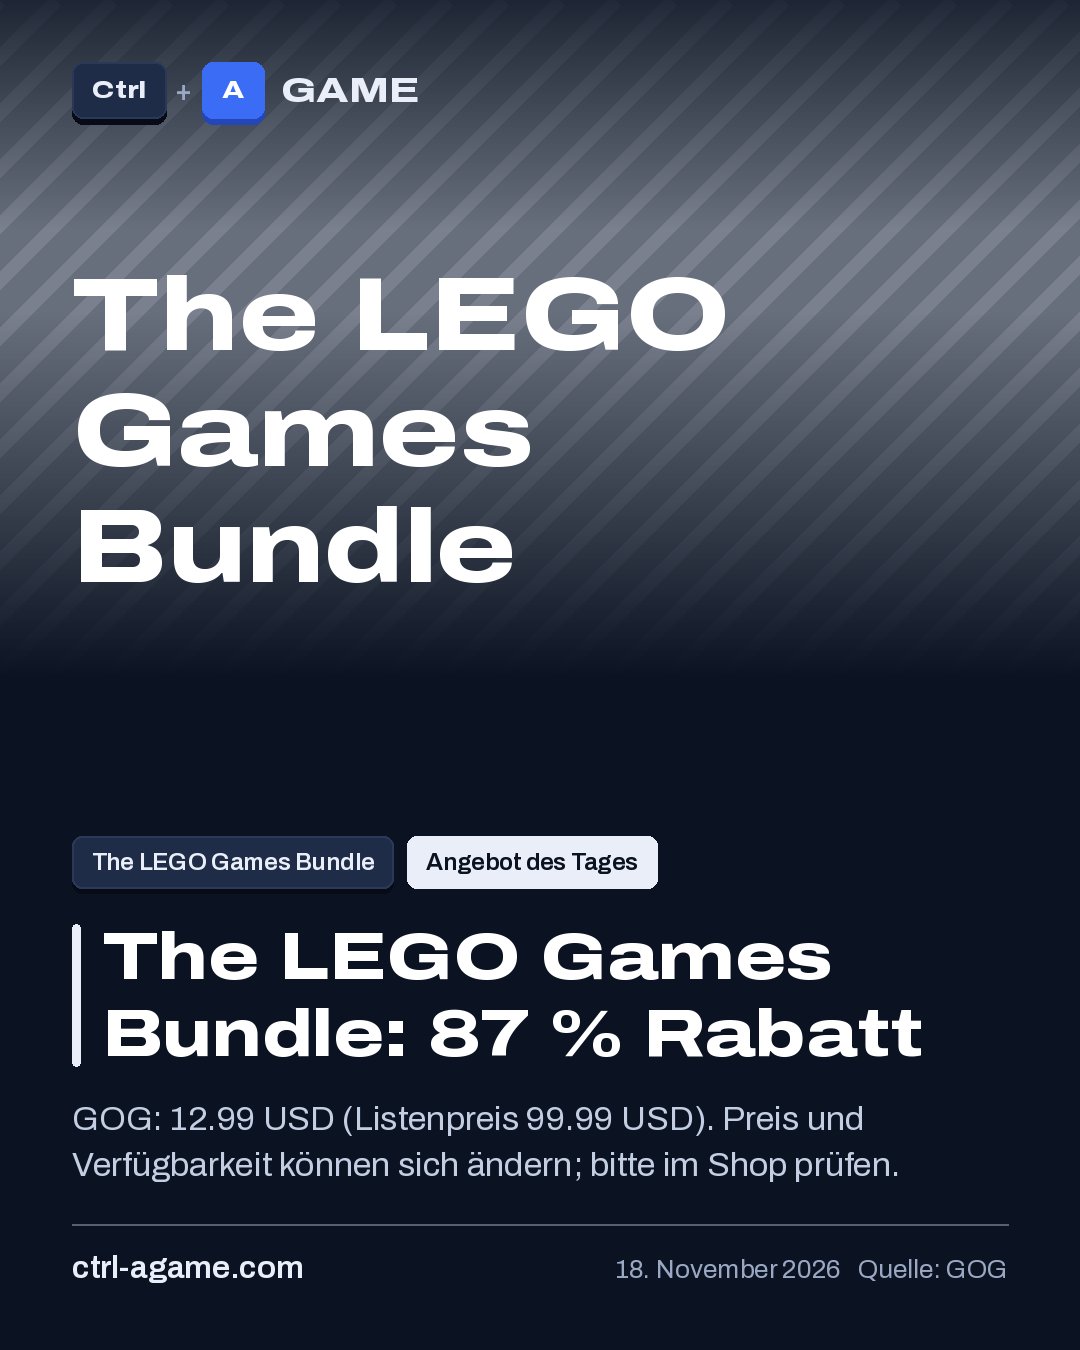 Ctrl + A GAME
The LEGO
Games
Bundle
The LEGO Games Bundle
Angebot des Tages
The LEGO Games
Bundle: 87 % Rabatt
GOG: 12.99 USD (Listenpreis 99.99 USD). Preis und
Verfügbarkeit können sich ändern; bitte im Shop prüfen.
ctrl-agame.com
18. November 2026 Quelle: GOG